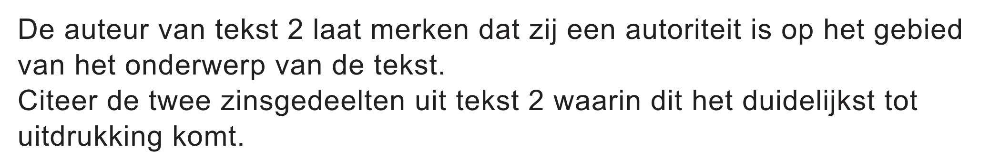 De auteur van tekst 2 laat merken dat zij een autoriteit is op het gebied
van het onderwerp van de tekst.
Citeer de twee zinsgedeelten uit tekst 2 waarin dit het duidelijkst tot
uitdrukking komt.